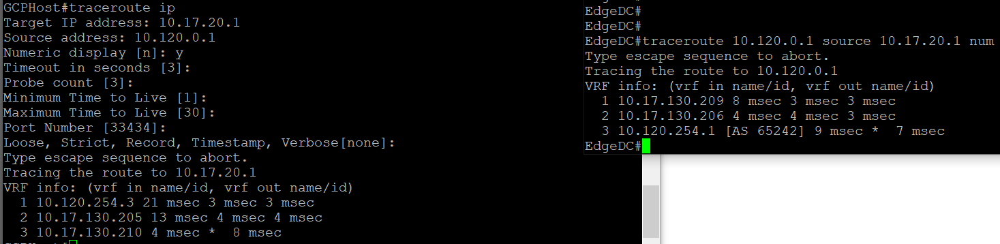 GCPHost#traceroute ip
Target IP address: 10.17.20.1
Source address: 10.120.0.1
Numeric display [n]: y
Timeout in seconds [3]:
Probe count [3]:
Minimum Time to Live [1]:
Maximum Time to Live [30]:
Port Number [33434]:
Loose, Strict, Record, Timestamp, Verbose[none]:
Type escape sequence to abort.
Tracing the route to 10.17.20.1
VRF info: (vrf in name/id, vrf out name/id)
  1 10.120.254.3 21 msec 3 msec 3 msec
  2 10.17.130.205 13 msec 4 msec 4 msec
  3 10.17.130.210 4 msec *  8 msec
EdgeDC#
EdgeDC#
EdgeDC#traceroute 10.120.0.1 source 10.17.20.1 num
Type escape sequence to abort.
Tracing the route to 10.120.0.1
VRF info: (vrf in name/id, vrf out name/id)
  1 10.17.130.209 8 msec 3 msec 3 msec
  2 10.17.130.206 4 msec 4 msec 3 msec
  3 10.120.254.1 [AS 65242] 9 msec *  7 msec
EdgeDC#